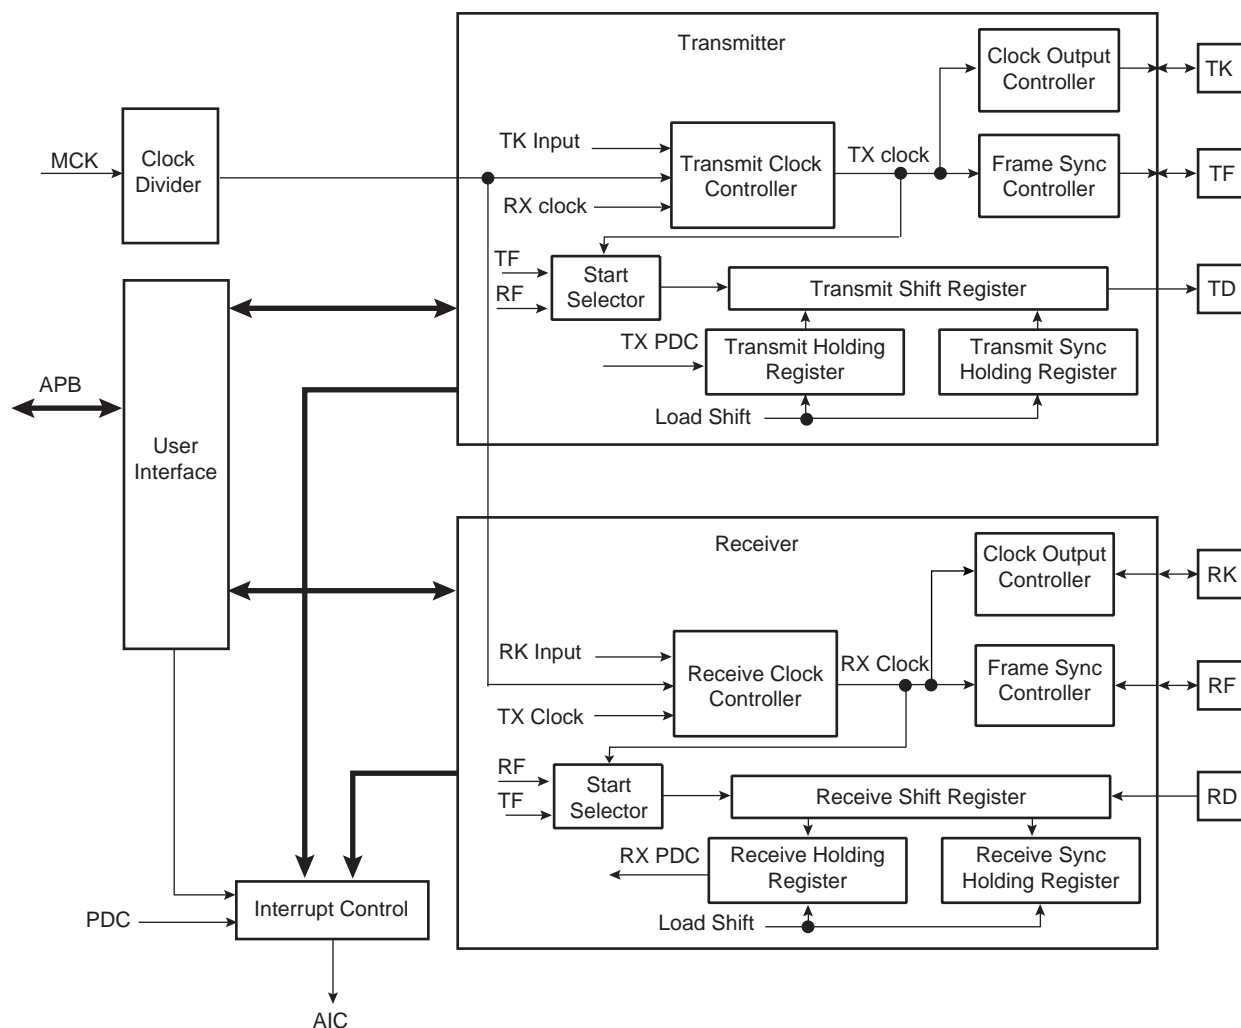 Transmitter
Clock Output
Controller
TK
MCK
Clock
Divider
TK Input
Transmit Clock
Controller
TX clock
Frame Sync
Controller
TF
RX clock
TF
RF
Start
Selector
Transmit Shift Register
TD
TX PDC
Transmit Holding
Register
Transmit Sync
Holding Register
Load Shift
APB
User
Interface
Receiver
Clock Output
Controller
RK
RK Input
Receive Clock
Controller
RX Clock
Frame Sync
Controller
RF
TX Clock
RF
TF
Start
Selector
Receive Shift Register
RD
RX PDC
Receive Holding
Register
Receive Sync
Holding Register
Load Shift
PDC
Interrupt Control
AIC